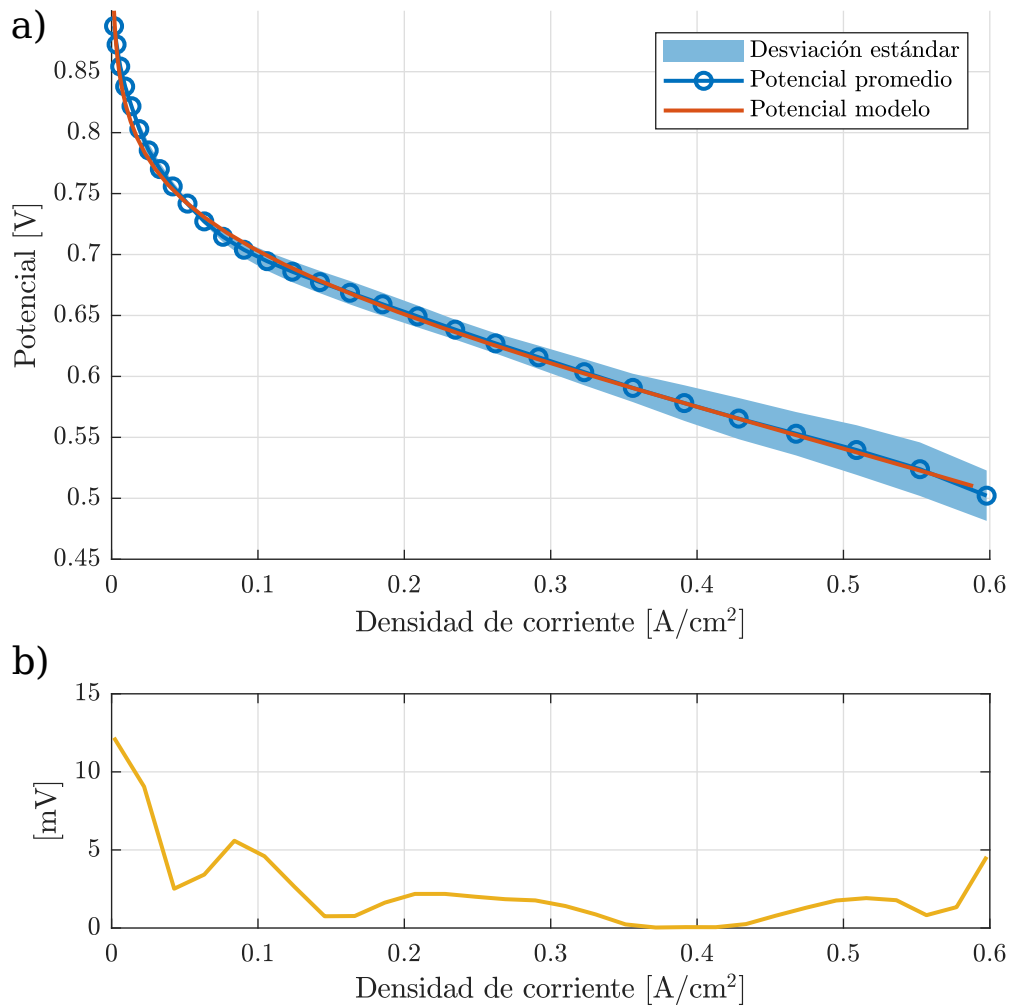 a)
Desviación estándar
Potencial promedio
Potencial modelo
Potencial [V]
0.85
0.8
0.75
0.7
0.65
0.6
0.55
0.5
0.45
0 0.1 0.2 0.3 0.4 0.5 0.6
Densidad de corriente [A/cm²]
b)
[mV]
15
10
5
0
0 0.1 0.2 0.3 0.4 0.5 0.6
Densidad de corriente [A/cm²]